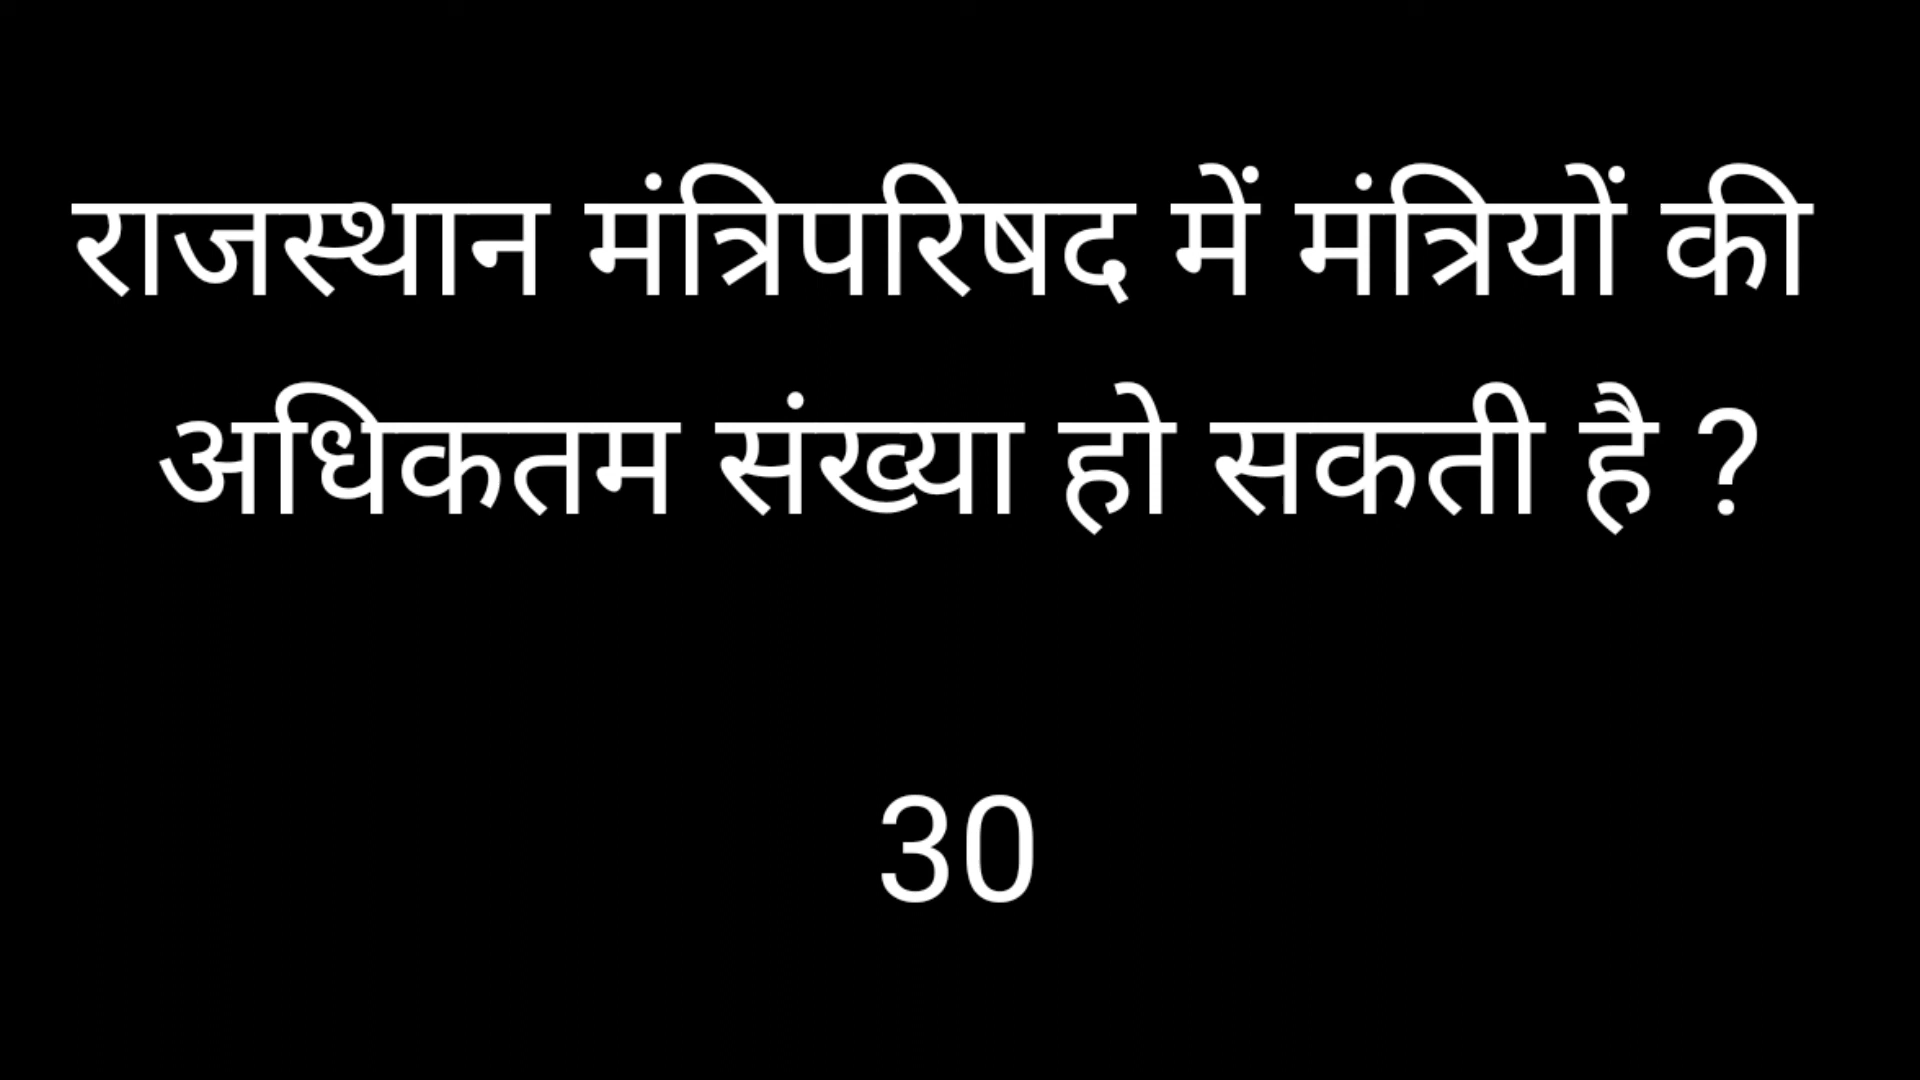 राजस्थान मंत्रिपरिषद में मंत्रियों की
अधिकतम संख्या हो सकती है ?
30